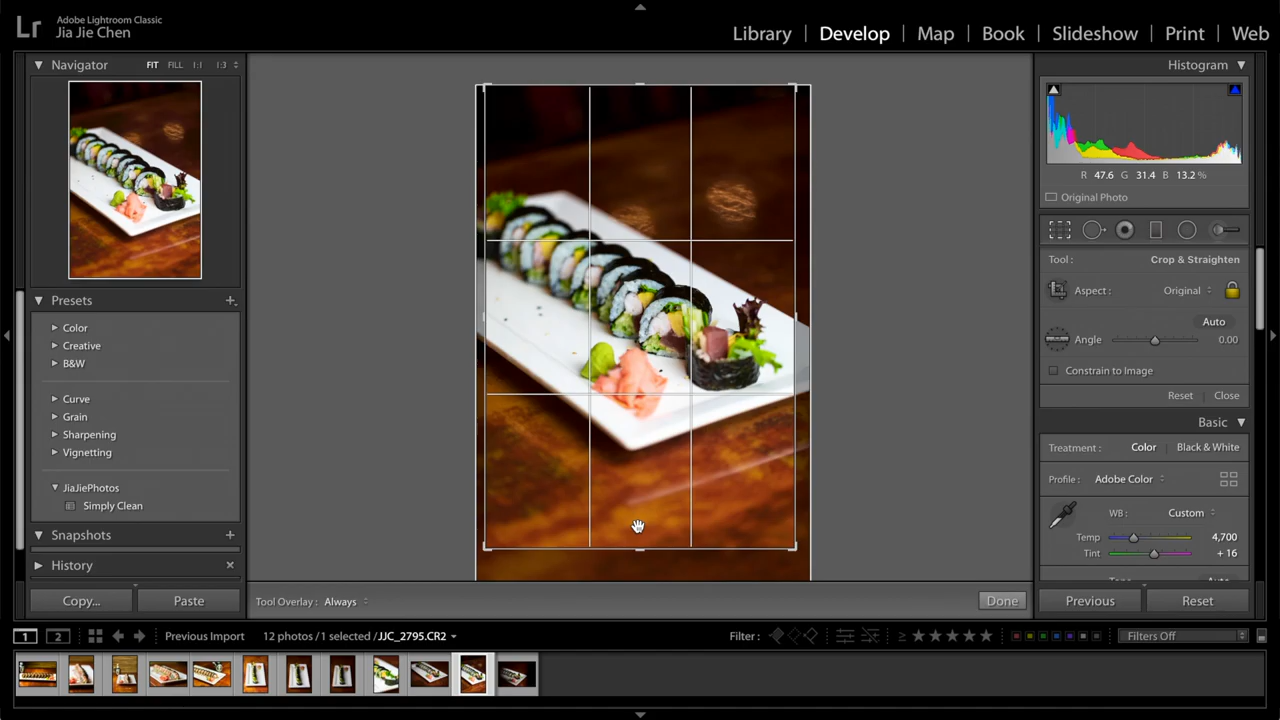 Lr
Adobe Lightroom Classic
Jia Jie Chen
Library | Develop | Map | Book | Slideshow | Print | Web
Navigator FIT FILL 1:1 1:3
Histogram
R 47.6 G 31.4 B 13.2 %
Original Photo
Tool : Crop & Straighten
Aspect : Original
Auto
Angle 0.00
Constrain to Image
Reset Close
Presets
Color
Creative
B&W
Curve
Grain
Sharpening
Vignetting
JiaJiePhotos
Simply Clean
Snapshots
History
Copy... Paste
Basic
Treatment : Color Black & White
Profile : Adobe Color
WB : Custom
Temp 4,700
Tint + 16
Previous Reset
Tool Overlay : Always
Done
1 2 Previous Import 12 photos / 1 selected / JJC_2795.CR2
Filter : ≥ Filters Off